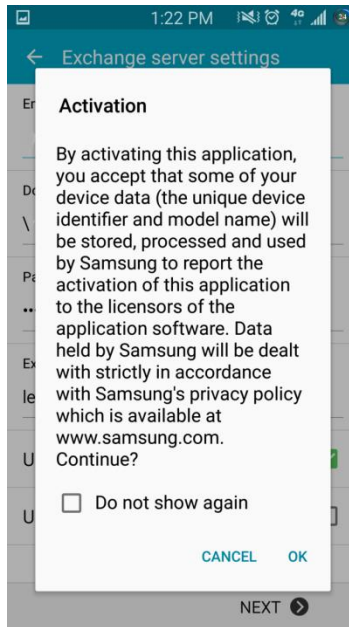 1:22 PM 4G
Exchange server settings
Activation
By activating this application,
you accept that some of your
device data (the unique device
identifier and model name) will
be stored, processed and used
by Samsung to report the
activation of this application
to the licensors of the
application software. Data
held by Samsung will be dealt
with strictly in accordance
with Samsung's privacy policy
which is available at
www.samsung.com.
Continue?
Do not show again
CANCEL OK
NEXT